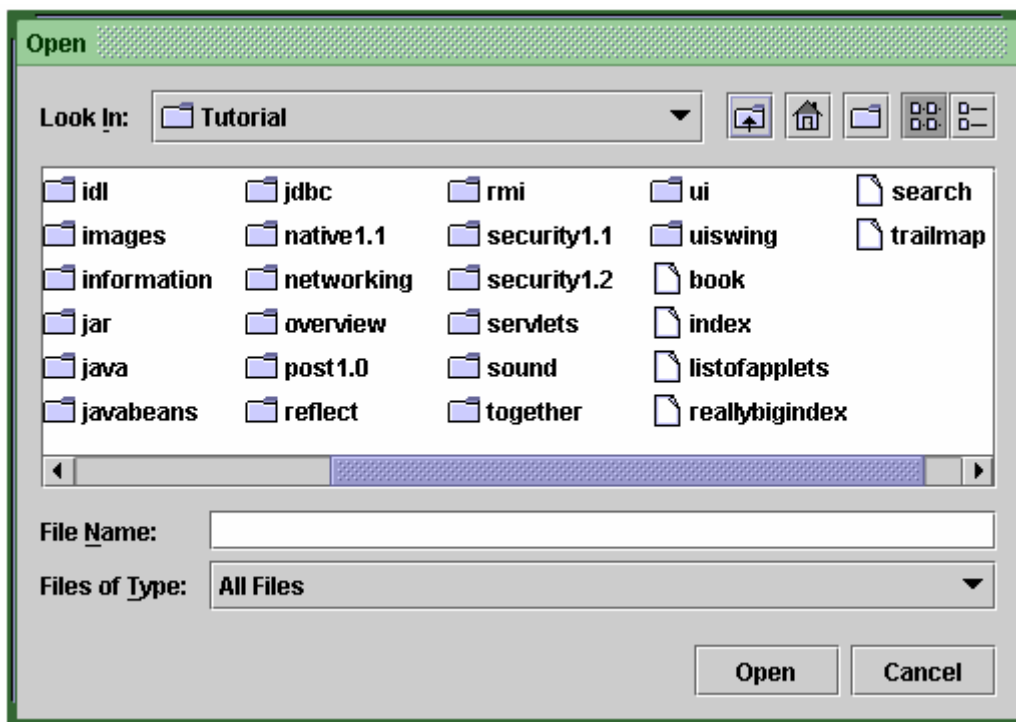 Open
Look In: Tutorial
idl jdbc rmi ui search
images native1.1 security1.1 uiswing trailmap
information networking security1.2 book
jar overview servlets index
java post1.0 sound listofapplets
javabeans reflect together reallybigindex
File Name:
Files of Type: All Files
Open Cancel